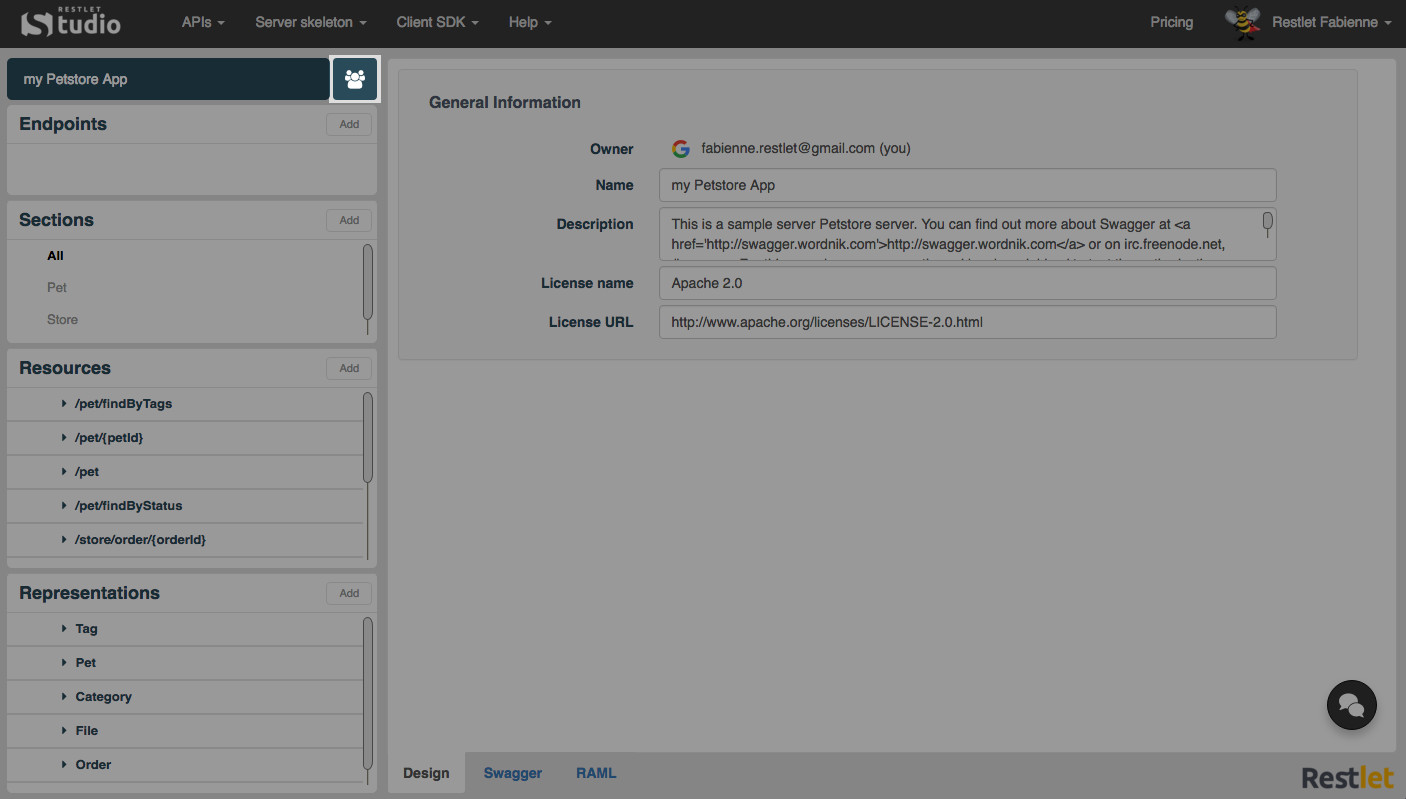 RESTLET
Studio
APIs
Server skeleton
Client SDK
Help
Pricing
Restlet Fabienne
my Petstore App
Endpoints
Add
Sections
Add
All
Pet
Store
Resources
Add
/pet/findByTags
/pet/{petId}
/pet
/pet/findByStatus
/store/order/{orderId}
Representations
Add
Tag
Pet
Category
File
Order
General Information
Owner
fabienne.restlet@gmail.com (you)
Name
my Petstore App
Description
This is a sample server Petstore server. You can find out more about Swagger at <a
href='http://swagger.wordnik.com'>http://swagger.wordnik.com</a> or on irc.freenode.net,
License name
Apache 2.0
License URL
http://www.apache.org/licenses/LICENSE-2.0.html
Design
Swagger
RAML
Restlet